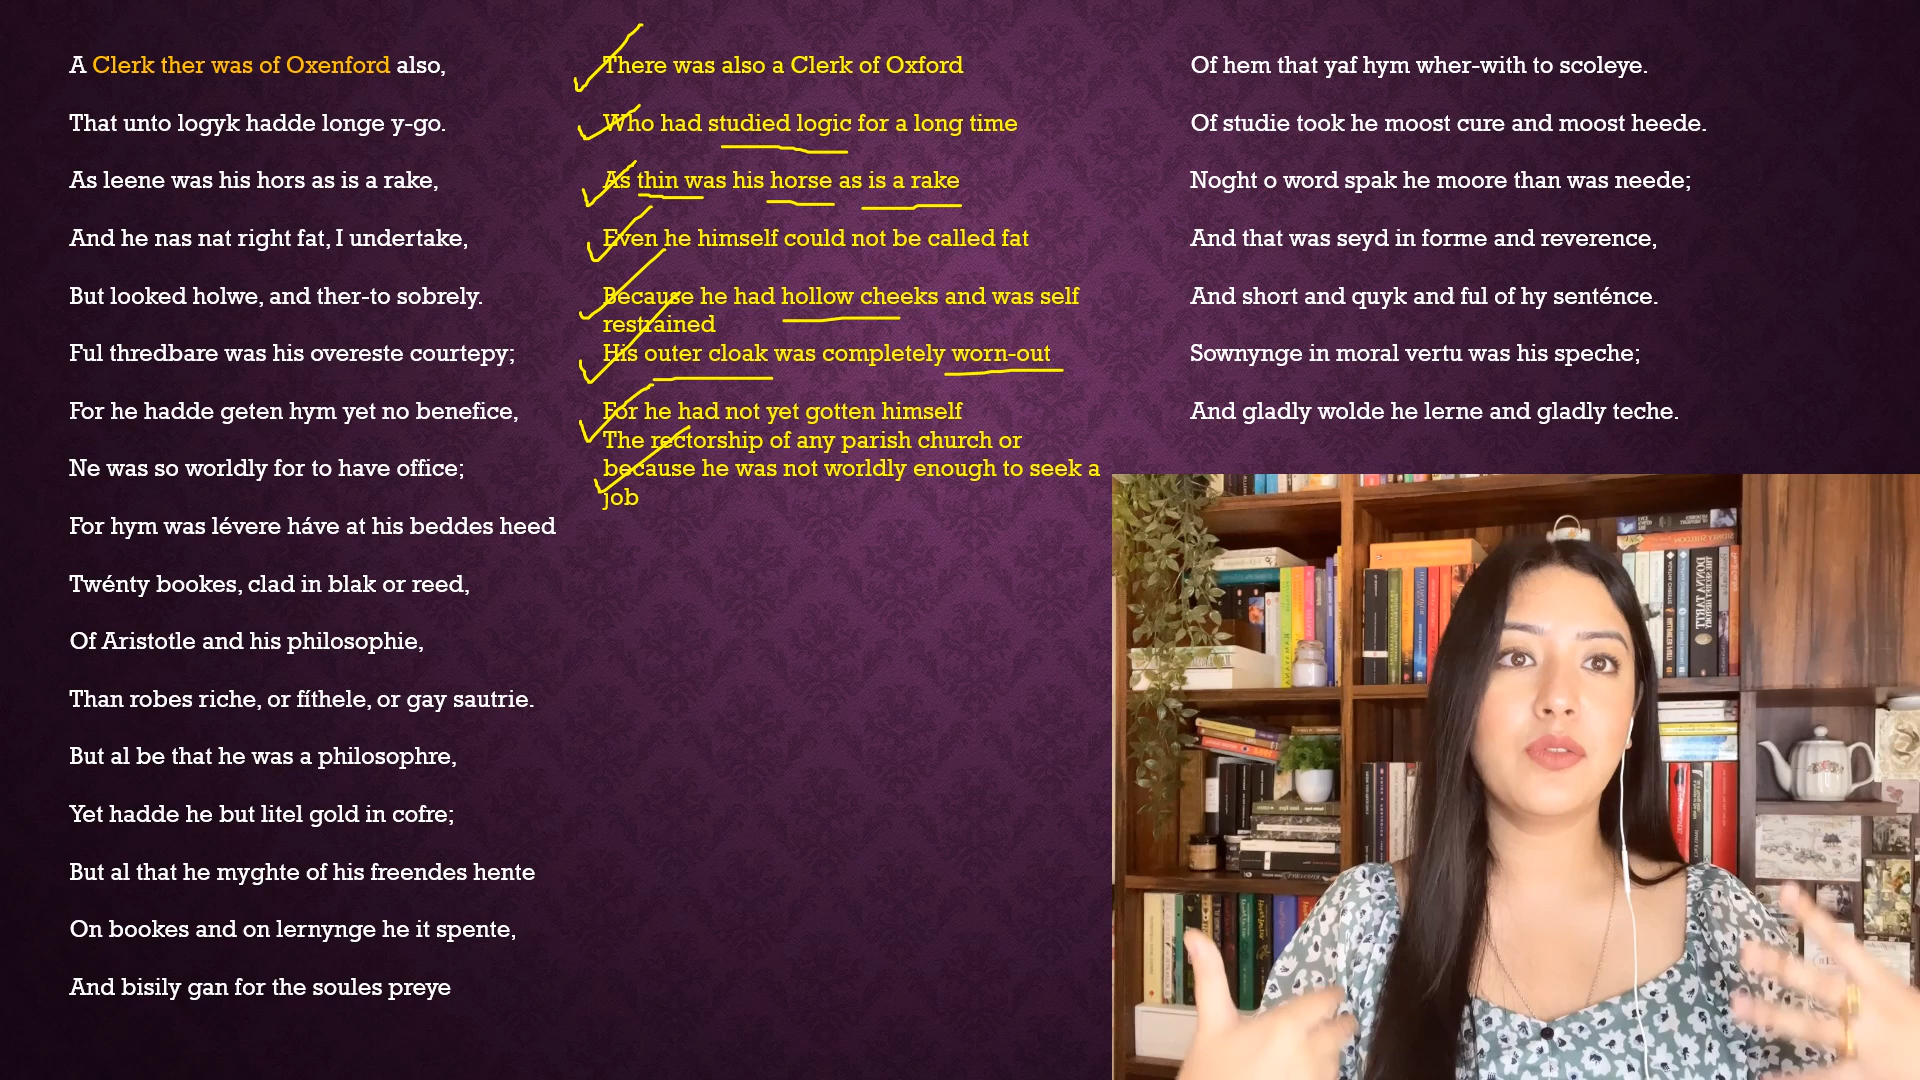 A Clerk ther was of Oxenford also,
That unto logyk hadde longe y-go.
As leene was his hors as is a rake,
And he nas nat right fat, I undertake,
But looked holwe, and ther-to sobrely.
Ful thredbare was his overeste courtepy;
For he hadde geten hym yet no benefice,
Ne was so worldly for to have office;
For hym was lévere háve at his beddes heed
Twénty bookes, clad in blak or reed,
Of Aristotle and his philosophie,
Than robes riche, or fíthele, or gay sautrie.
But al be that he was a philosophre,
Yet hadde he but litel gold in cofre;
But al that he myghte of his freendes hente
On bookes and on lernynge he it spente,
And bisily gan for the soules preye
There was also a Clerk of Oxford
Who had studied logic for a long time
As thin was his horse as is a rake
Even he himself could not be called fat
Because he had hollow cheeks and was self
restrained
His outer cloak was completely worn-out
For he had not yet gotten himself
The rectorship of any parish church or
because he was not worldly enough to seek a
job
Of hem that yaf hym wher-with to scoleye.
Of studie took he moost cure and moost heede.
Noght o word spak he moore than was neede;
And that was seyd in forme and reverence,
And short and quyk and ful of hy senténce.
Sownynge in moral vertu was his speche;
And gladly wolde he lerne and gladly teche.
SIDNEY SHELDON
DONNA TARTT